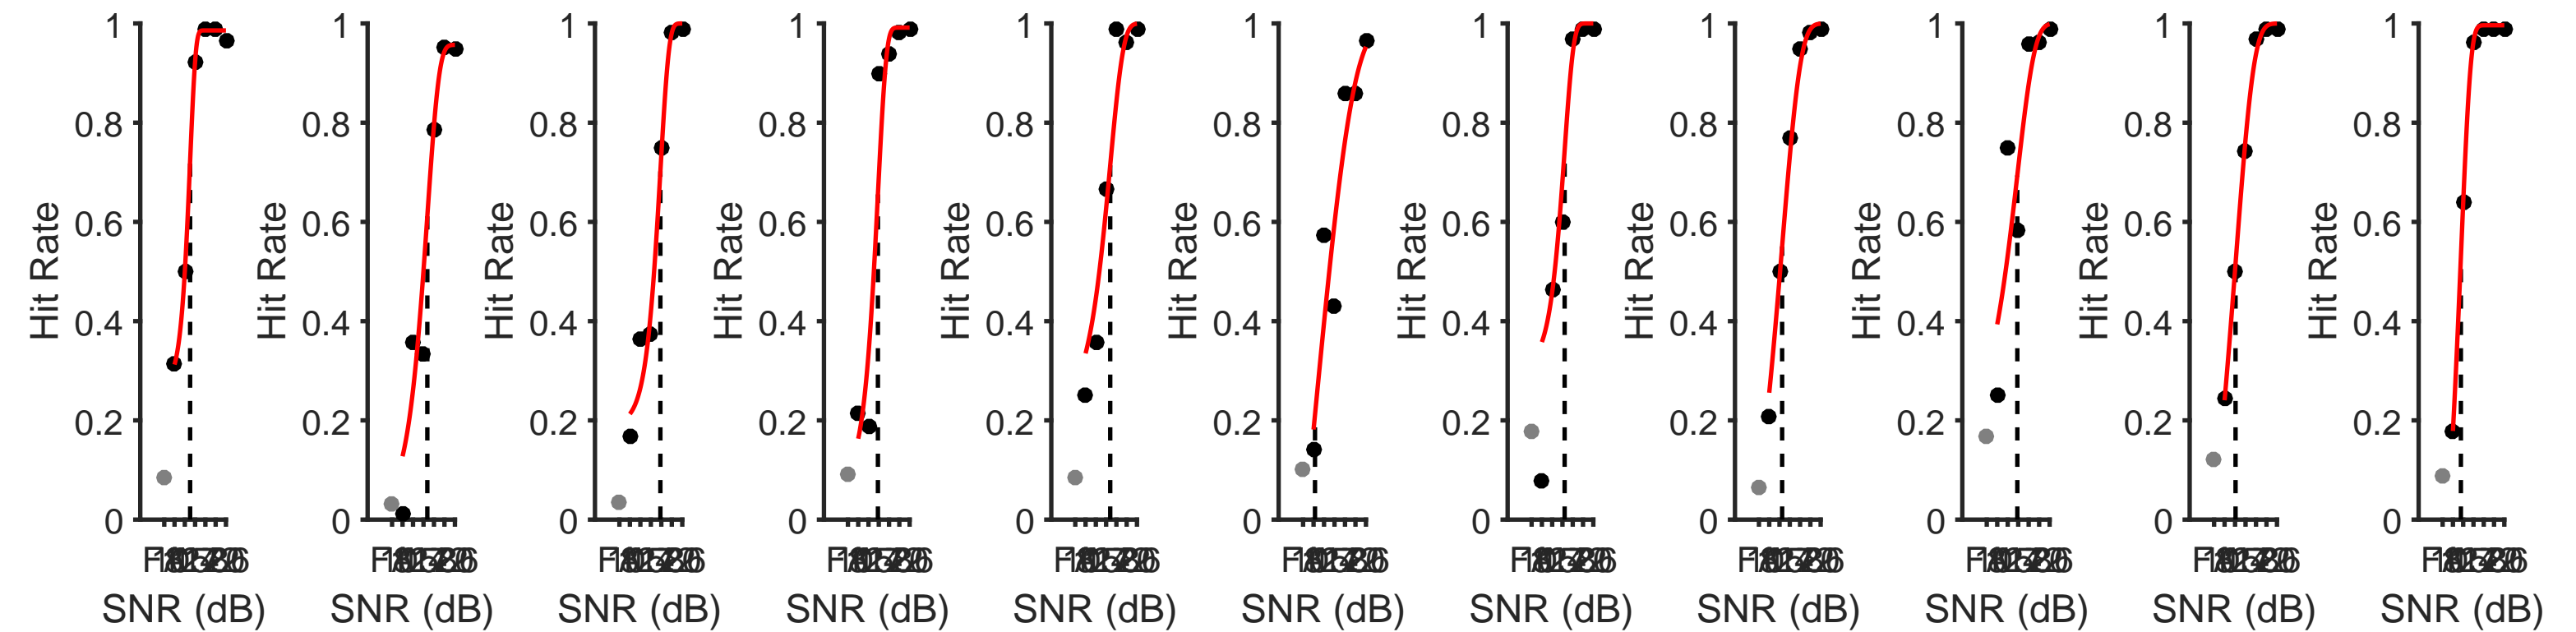 1 1 1 1 1 1 1 1 1 1 1
0.8 0.8 0.8 0.8 0.8 0.8 0.8 0.8 0.8 0.8 0.8
0.6 0.6 0.6 0.6 0.6 0.6 0.6 0.6 0.6 0.6 0.6
Hit Rate Hit Rate Hit Rate Hit Rate Hit Rate Hit Rate Hit Rate Hit Rate Hit Rate Hit Rate Hit Rate
0.4 0.4 0.4 0.4 0.4 0.4 0.4 0.4 0.4 0.4 0.4
0.2 0.2 0.2 0.2 0.2 0.2 0.2 0.2 0.2 0.2 0.2
0 0 0 0 0 0 0 0 0 0 0
SNR (dB) SNR (dB) SNR (dB) SNR (dB) SNR (dB) SNR (dB) SNR (dB) SNR (dB) SNR (dB) SNR (dB) SNR (dB)